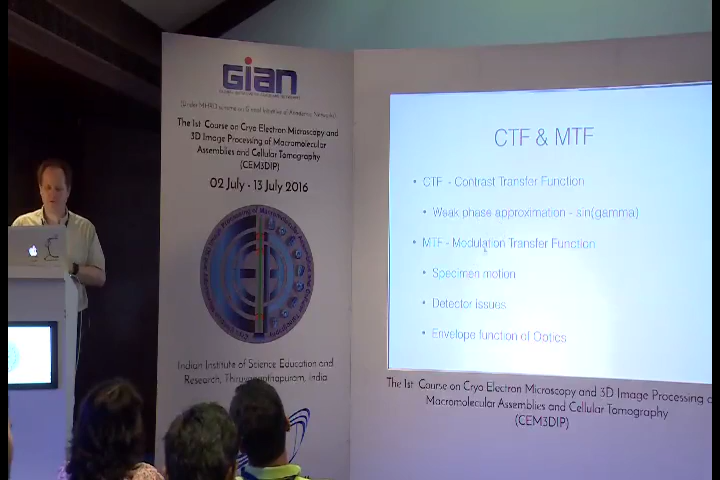 GIAN
The 1st Course on Cryo Electron Microscopy and
3D Image Processing of Macromolecular
Assemblies and Cellular Tomography
(CEM3DIP)
02 July - 13 July 2016
Indian Institute of Science Education and
Research, Thiruvananthapuram, India
CTF & MTF
• CTF - Contrast Transfer Function
• Weak phase approximation - sin(gamma)
• MTF - Modulation Transfer Function
• Specimen motion
• Detector issues
• Envelope function of Optics
The 1st Course on Cryo Electron Microscopy and 3D Image Processing
Macromolecular Assemblies and Cellular Tomography
(CEM3DIP)